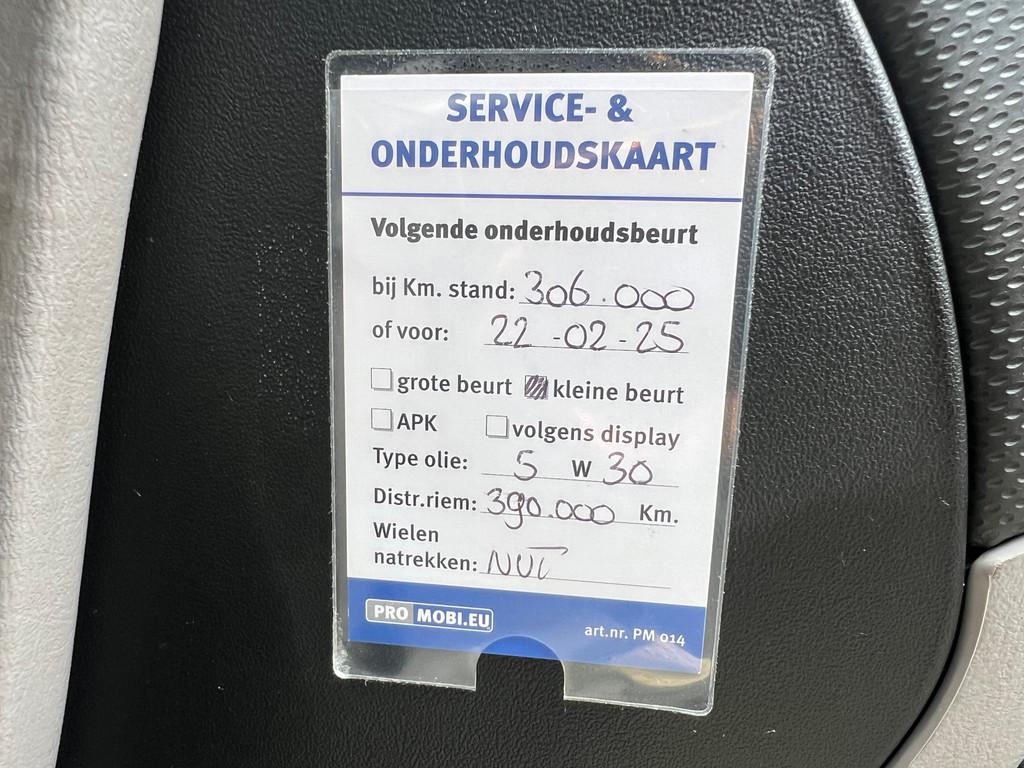 SERVICE- &
ONDERHOUDSKAART
Volgende onderhoudsbeurt
bij Km. stand: 306.000
of voor: 22-02-25
grote beurt kleine beurt
APK volgens display
Type olie: 5 W 30
Distr.riem: 390.000 Km.
Wielen
natrekken: NVT
PRO MOBI.EU
art.nr. PM 014